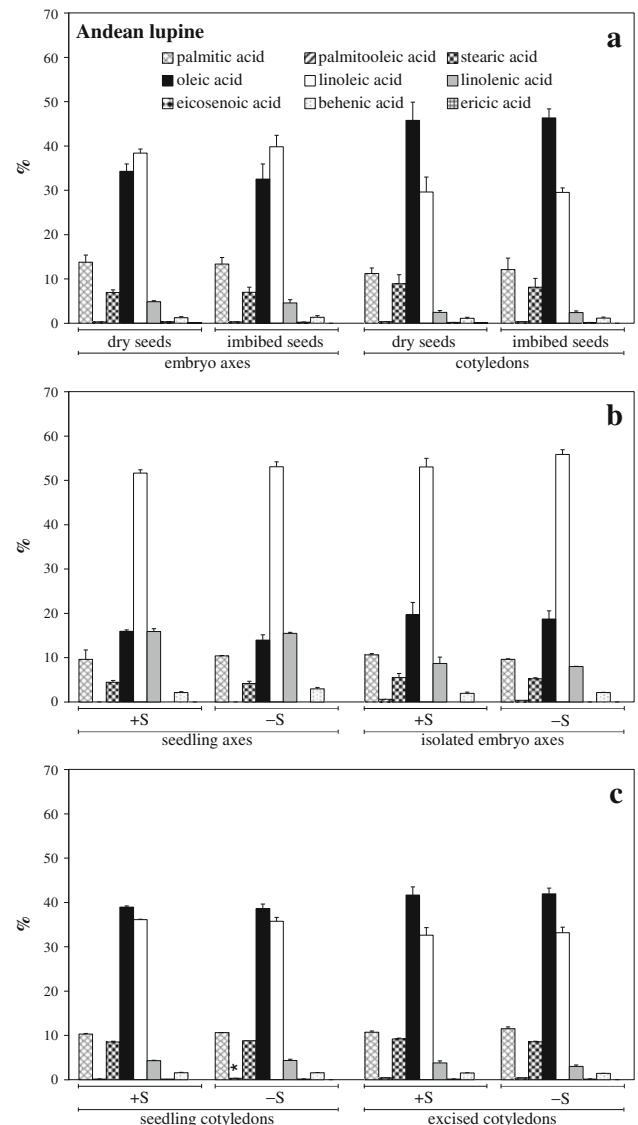 70
Andean lupine
a
palmitic acid palmitooleic acid stearic acid
60
oleic acid linoleic acid linolenic acid
eicosenoic acid behenic acid ericic acid
50
40
%
30
20
10
0
dry seeds imbibed seeds dry seeds imbibed seeds
embryo axes cotyledons
70
b
60
50
40
%
30
20
10
0
+S −S +S −S
seedling axes isolated embryo axes
70
c
60
50
40
%
30
20
10
*
0
+S −S +S −S
seedling cotyledons excised cotyledons